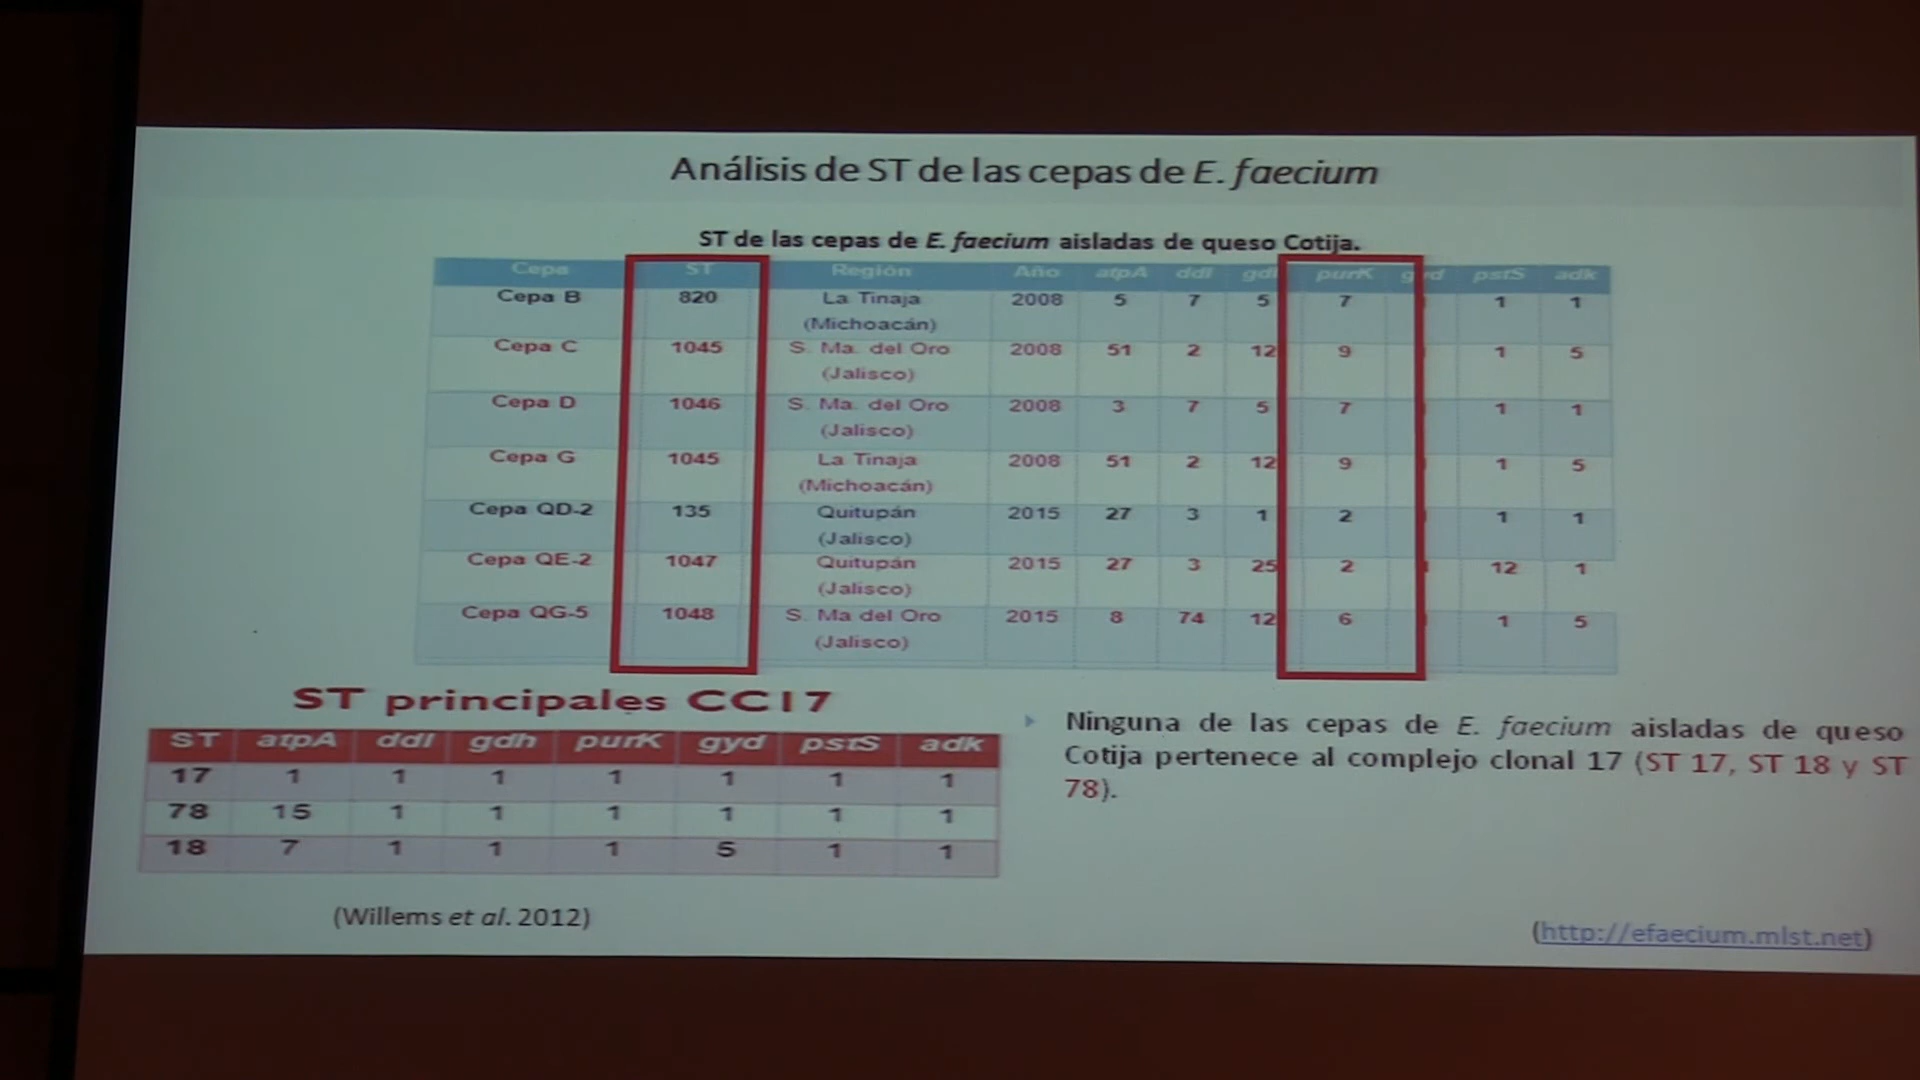 Análisis de ST de las cepas de E. faecium
ST de las cepas de E. faecium aisladas de queso Cotija.
Cepa ST Región Año atpA ddl purK pstS adk
Cepa B 820 La Tinaja 2008 5 7 5 7 1 1
(Michoacán)
Cepa C 1045 S. Ma. del Oro 2008 51 2 12 9 1 5
(Jalisco)
Cepa D 1046 S. Ma. del Oro 2008 3 7 5 7 1 1
(Jalisco)
Cepa G 1045 La Tinaja 2008 51 2 12 9 1 5
(Michoacán)
Cepa QD-2 135 Quitupán 2015 27 3 1 2 1 1
(Jalisco)
Cepa QE-2 1047 Quitupán 2015 27 3 25 2 12 1
(Jalisco)
Cepa QG-5 1048 S. Ma del Oro 2015 8 74 12 6 1 5
(Jalisco)
ST principales CC17
ST atpA ddl gdh purK gyd pstS adk
17 1 1 1 1 1 1 1
78 15 1 1 1 1 1 1
18 7 1 1 1 5 1 1
(Willems et al. 2012)
Ninguna de las cepas de E. faecium aisladas de queso
Cotija pertenece al complejo clonal 17 (ST 17, ST 18 y ST
78).
(http://efaecium.mlst.net)